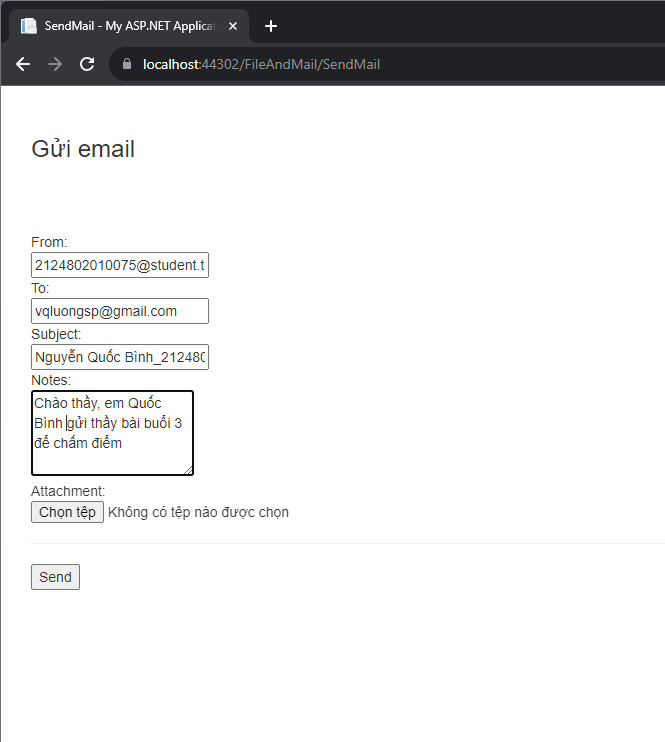 SendMail - My ASP.NET Applicat
localhost:44302/FileAndMail/SendMail
Gửi email
From:
2124802010075@student.t
To:
vqluongsp@gmail.com
Subject:
Nguyễn Quốc Bình_212480
Notes:
Chào thầy, em Quốc
Bình gửi thầy bài buổi 3
để chấm điểm
Attachment:
Chọn tệp Không có tệp nào được chọn
Send